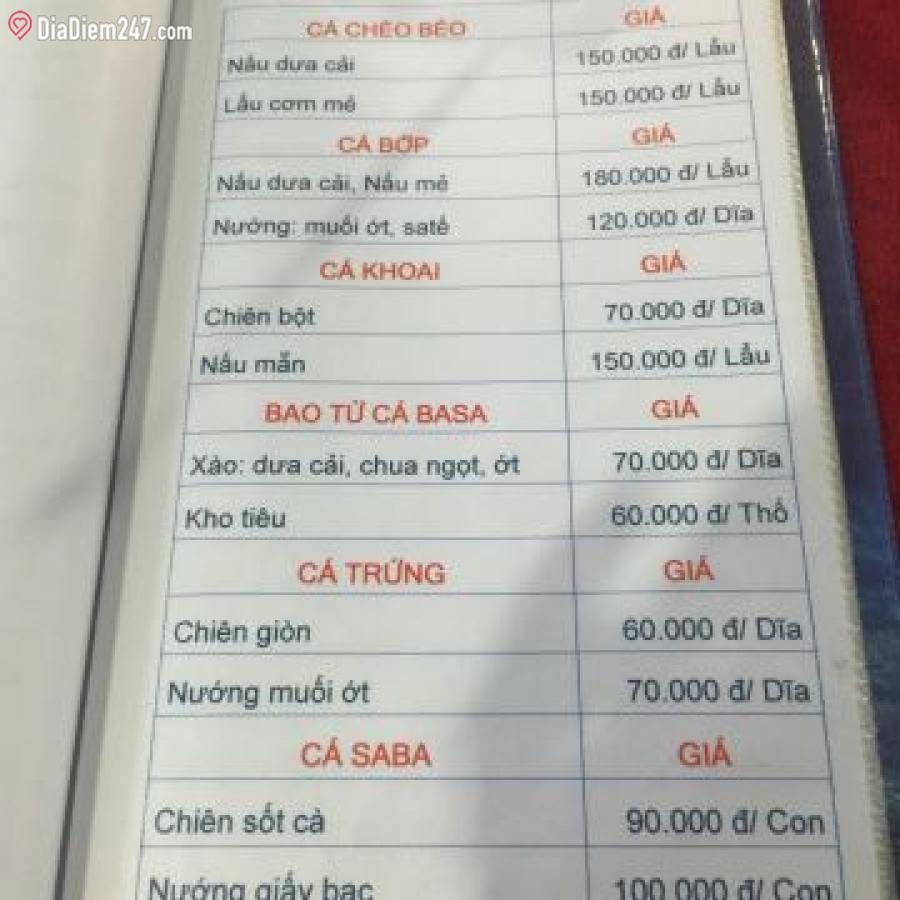 DiaDiem247.com
CÁ CHẺO BẺO GIÁ
Nấu dưa cải 150.000 đ/ Lẩu
Lẩu cơm mẻ 150.000 đ/ Lẩu
CÁ BỚP GIÁ
Nấu dưa cải, Nấu mẻ 180.000 đ/ Lẩu
Nướng: muối ớt, satế 120.000 đ/ Dĩa
CÁ KHOAI GIÁ
Chiên bột 70.000 đ/ Dĩa
Nấu mẵn 150.000 đ/ Lẩu
BAO TỬ CÁ BASA GIÁ
Xào: dưa cải, chua ngọt, ớt 70.000 đ/ Dĩa
Kho tiêu 60.000 đ/ Thố
CÁ TRỨNG GIÁ
Chiên giòn 60.000 đ/ Dĩa
Nướng muối ớt 70.000 đ/ Dĩa
CÁ SABA GIÁ
Chiên sốt cà 90.000 đ/ Con
Nướng giấy bạc 100.000 đ/ Con